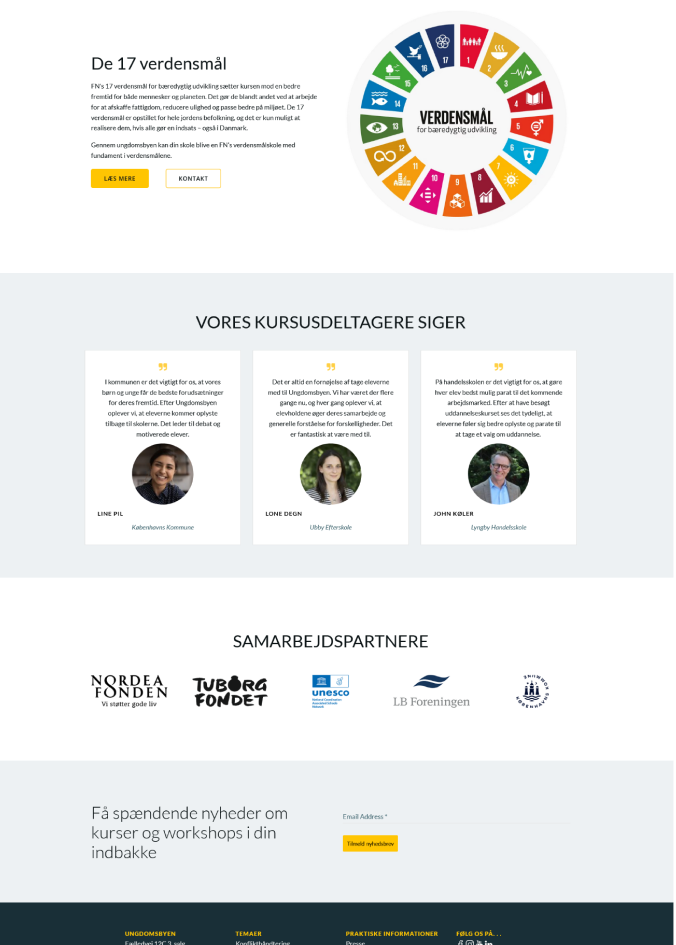 De 17 verdensmål
FN's 17 verdensmål for bæredygtig udvikling sætter kursen mod en bedre
fremtid for både mennesker og planeten. Det gør de blandt andet ved at arbejde
for at afskaffe fattigdom, reducere ulighed og passe bedre på miljøet. De 17
verdensmål er opstillet for hele jordens befolkning, og det er kun muligt at
realisere dem, hvis alle gør en indsats – også i Danmark.
Gennem ungdomsbyen kan din skole blive en FN's verdensmålskole med
fundament i verdensmålene.
LÆS MERE
KONTAKT
1
2
3
4
5
6
7
8
9
10
11
12
13
14
15
16
17
VERDENSMÅL
for bæredygtig udvikling
VORES KURSUSDELTAGERE SIGER
I kommunen er det vigtigt for os, at vores
børn og unge får de bedste forudsætninger
for deres fremtid. Efter Ungdomsbyen
oplever vi, at eleverne kommer oplyste
tilbage til skolerne. Det leder til debat og
motiverede elever.
LINE PIL
Københavns Kommune
Det er altid en fornøjelse af tage eleverne
med til Ungdomsbyen. Vi har været der flere
gange nu, og hver gang oplever vi, at
elevholdene øger deres samarbejde og
generelle forståelse for forskelligheder. Det
er fantastisk at være med til.
LONE DEGN
Ubby Efterskole
På handelsskolen er det vigtigt for os, at gøre
hver elev bedst mulig parat til det kommende
arbejdsmarked. Efter at have besøgt
uddannelseskurset ses det tydeligt, at
eleverne føler sig bedre oplyste og parate til
at tage et valg om uddannelse.
JOHN KØLER
Lyngby Handelsskole
SAMARBEJDSPARTNERE
NORDEA
FONDEN
Vi støtter gode liv
TUBORG
FONDET
unesco
LB Foreningen
KØBENHAVNS KOMMUNE
Få spændende nyheder om
kurser og workshops i din
indbakke
Email Address *
Tilmeld nyhedsbrev
UNGDOMSBYEN
TEMAER
Konflikthåndtering
PRAKTISKE INFORMATIONER
Presse
FØLG OS PÅ...